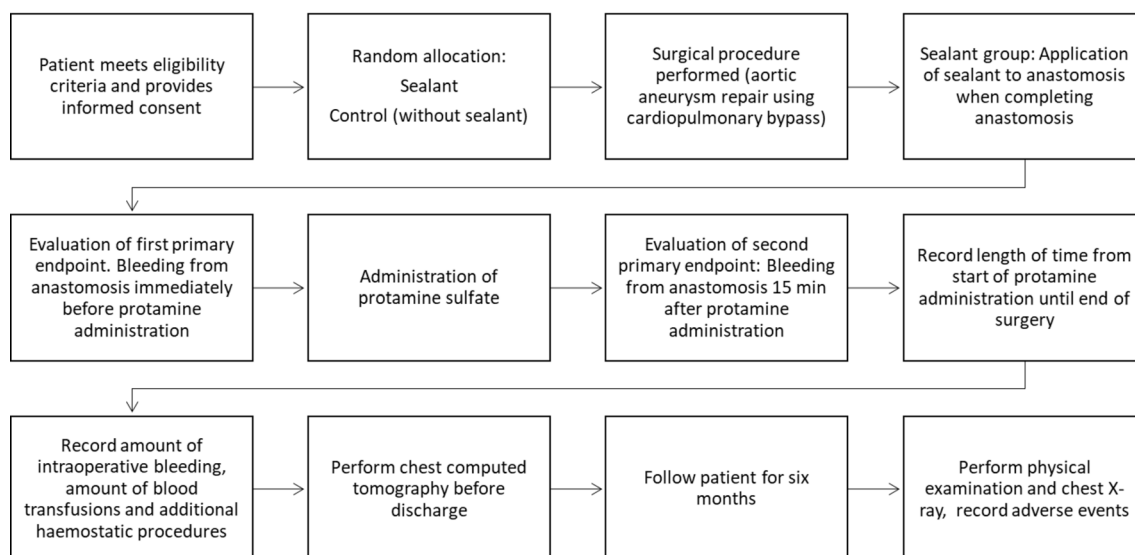 Patient meets eligibility
criteria and provides
informed consent
Random allocation:
Sealant
Control (without sealant)
Surgical procedure
performed (aortic
aneurysm repair using
cardiopulmonary bypass)
Sealant group: Application
of sealant to anastomosis
when completing
anastomosis
Evaluation of first primary
endpoint. Bleeding from
anastomosis immediately
before protamine
administration
Administration of
protamine sulfate
Evaluation of second
primary endpoint: Bleeding
from anastomosis 15 min
after protamine
administration
Record length of time from
start of protamine
administration until end of
surgery
Record amount of
intraoperative bleeding,
amount of blood
transfusions and additional
haemostatic procedures
Perform chest computed
tomography before
discharge
Follow patient for six
months
Perform physical
examination and chest X-
ray,  record adverse events